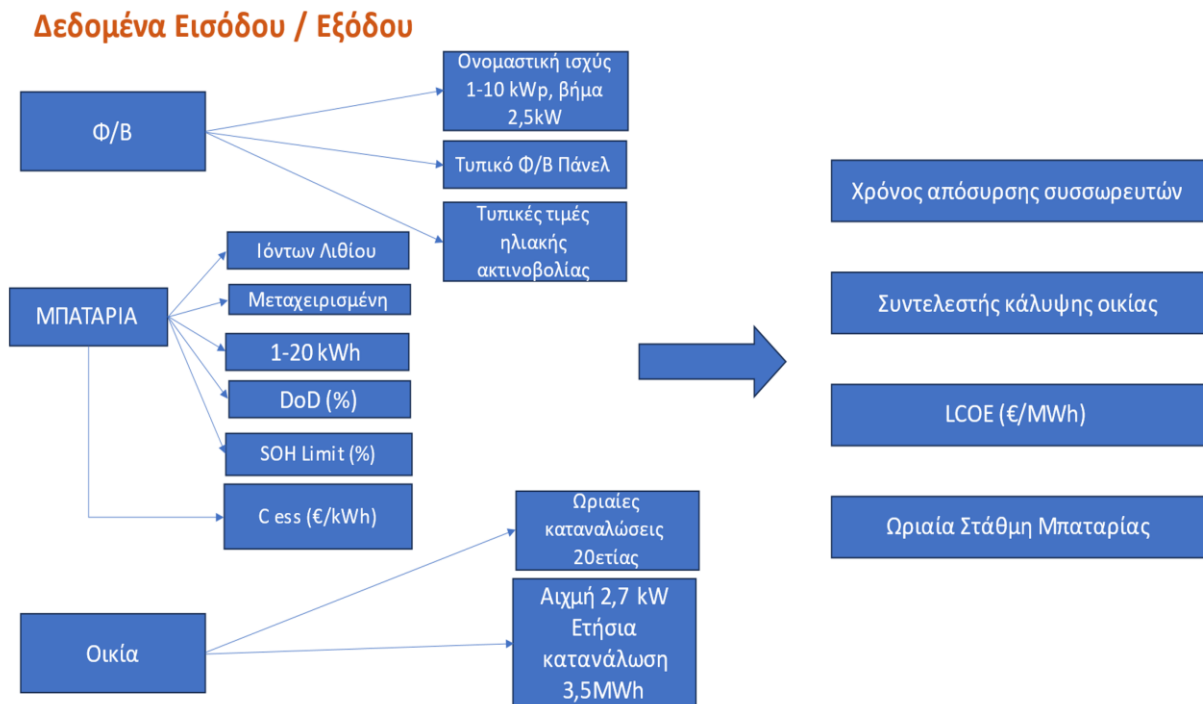 Δεδομένα Εισόδου / Εξόδου
Φ/Β
Ονομαστική ισχύς
1-10 kWp, βήμα
2,5kW
Τυπικό Φ/Β Πάνελ
Τυπικές τιμές
ηλιακής
ακτινοβολίας
ΜΠΑΤΑΡΙΑ
Ιόντων Λιθίου
Μεταχειρισμένη
1-20 kWh
DoD (%)
SOH Limit (%)
C ess (€/kWh)
Οικία
Ωριαίες
καταναλώσεις
20ετίας
Αιχμή 2,7 kW
Ετήσια
κατανάλωση
3,5MWh
Χρόνος απόσυρσης συσσωρευτών
Συντελεστής κάλυψης οικίας
LCOE (€/MWh)
Ωριαία Στάθμη Μπαταρίας